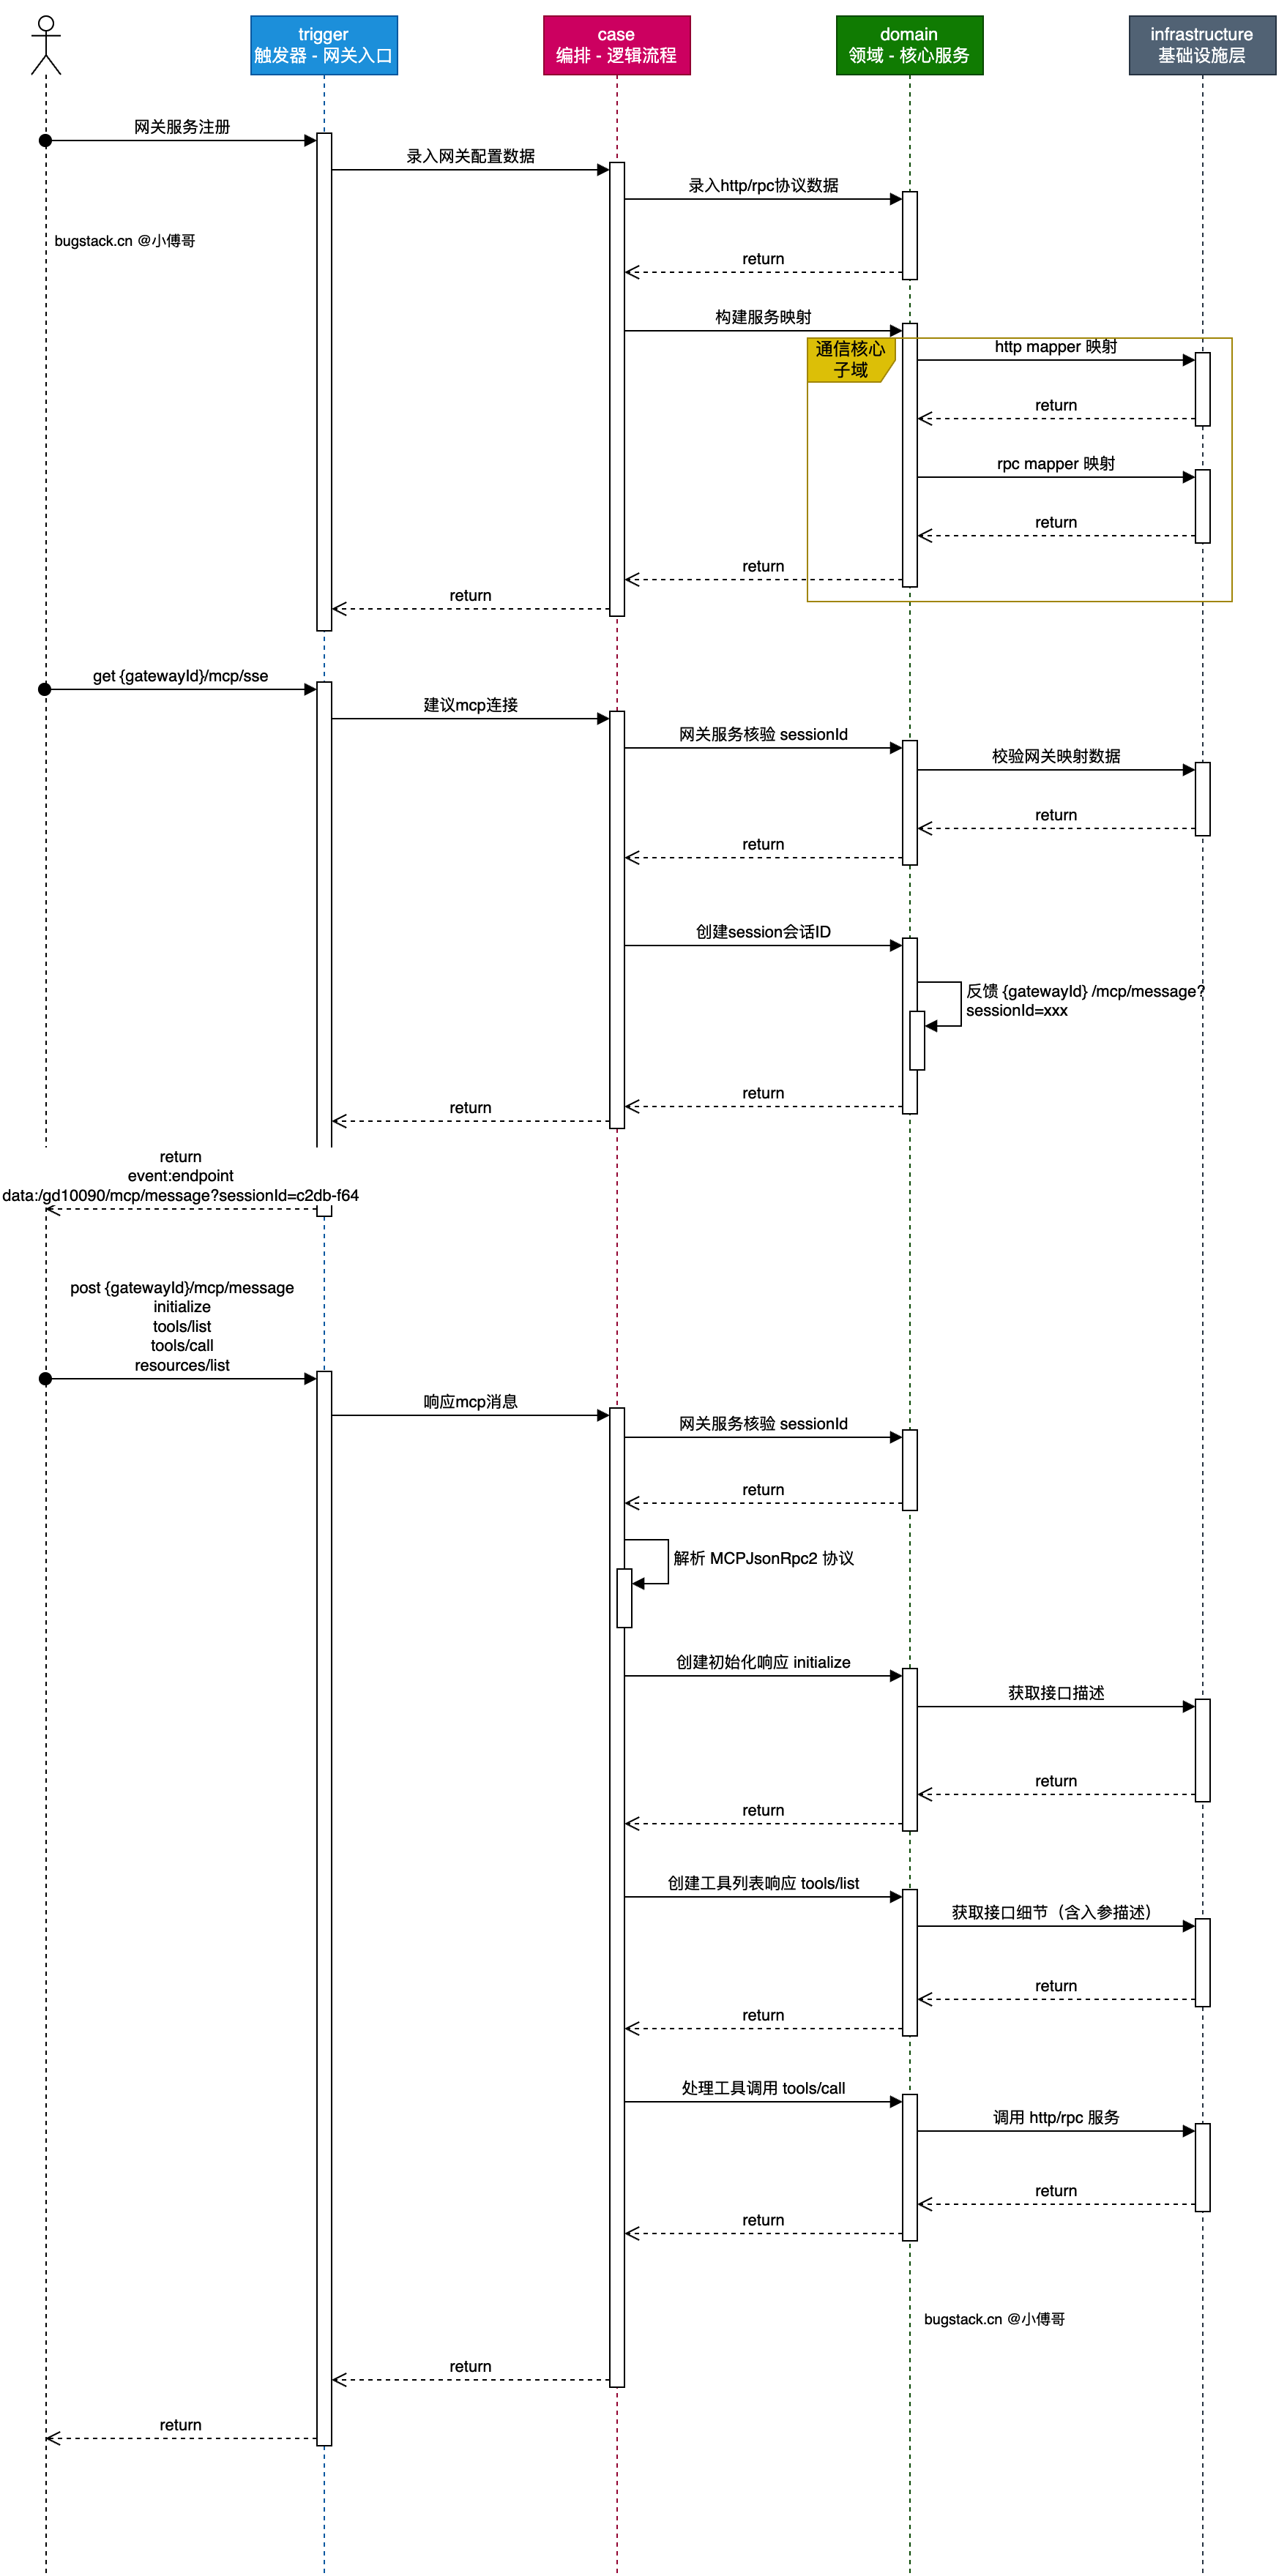 trigger
触发器 - 网关入口
case
编排 - 逻辑流程
domain
领域 - 核心服务
infrastructure
基础设施层
网关服务注册
录入网关配置数据
录入http/rpc协议数据
bugstack.cn @小傅哥
return
构建服务映射
通信核心
子域
http mapper 映射
return
rpc mapper 映射
return
return
return
get {gatewayId}/mcp/sse
建议mcp连接
网关服务核验 sessionId
校验网关映射数据
return
return
创建session会话ID
反馈 {gatewayId} /mcp/message?
sessionId=xxx
return
return
return
event:endpoint
data:/gd10090/mcp/message?sessionId=c2db-f64
post {gatewayId}/mcp/message
initialize
tools/list
tools/call
resources/list
响应mcp消息
网关服务核验 sessionId
return
解析 MCPJsonRpc2 协议
创建初始化响应 initialize
获取接口描述
return
return
创建工具列表响应 tools/list
获取接口细节（含入参描述）
return
return
处理工具调用 tools/call
调用 http/rpc 服务
return
return
bugstack.cn @小傅哥
return
return